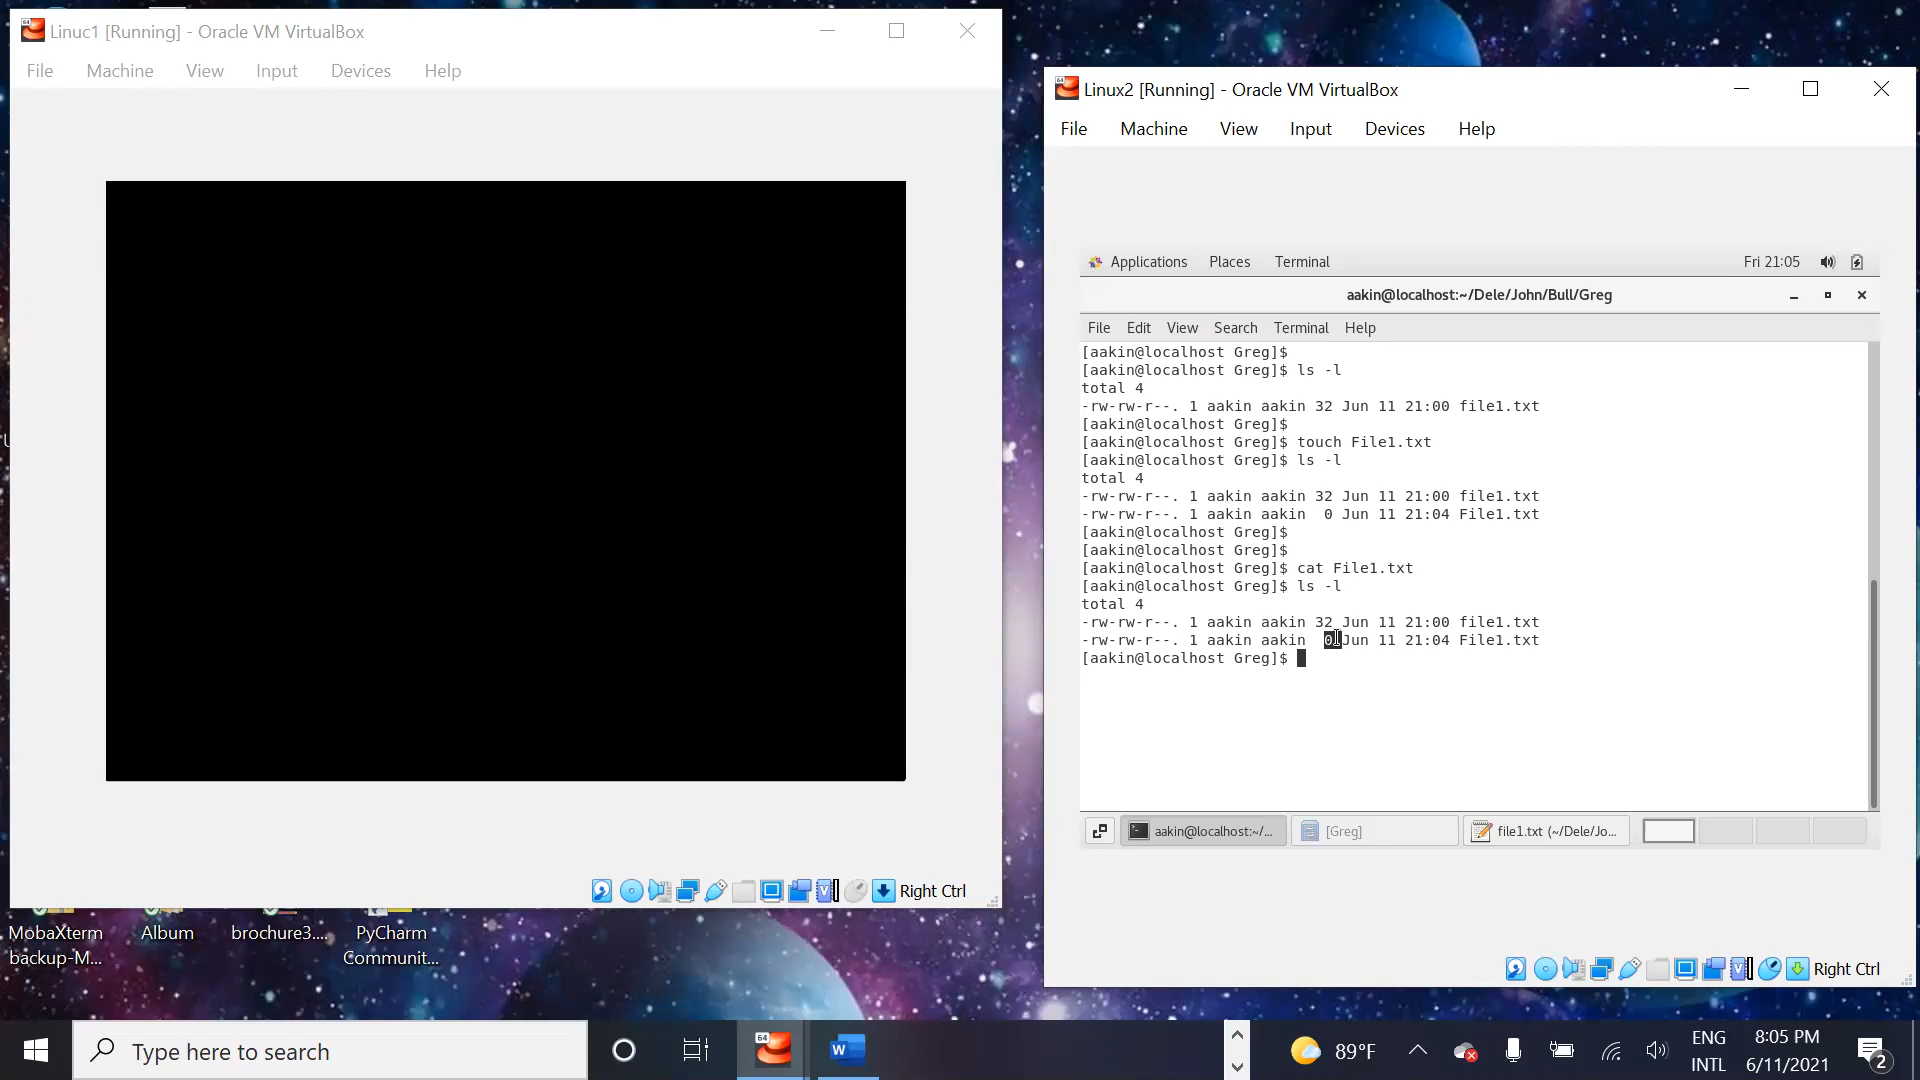 Linuc1 [Running] - Oracle VM VirtualBox
File Machine View Input Devices Help
Linux2 [Running] - Oracle VM VirtualBox
File Machine View Input Devices Help
Applications Places Terminal Fri 21:05
aakin@localhost:~/Dele/John/Bull/Greg
File Edit View Search Terminal Help
[aakin@localhost Greg]$
[aakin@localhost Greg]$ ls -l
total 4
-rw-rw-r--. 1 aakin aakin 32 Jun 11 21:00 file1.txt
[aakin@localhost Greg]$
[aakin@localhost Greg]$ touch File1.txt
[aakin@localhost Greg]$ ls -l
total 4
-rw-rw-r--. 1 aakin aakin 32 Jun 11 21:00 file1.txt
-rw-rw-r--. 1 aakin aakin  0 Jun 11 21:04 File1.txt
[aakin@localhost Greg]$
[aakin@localhost Greg]$
[aakin@localhost Greg]$ cat File1.txt
[aakin@localhost Greg]$ ls -l
total 4
-rw-rw-r--. 1 aakin aakin 32 Jun 11 21:00 file1.txt
-rw-rw-r--. 1 aakin aakin  0 Jun 11 21:04 File1.txt
[aakin@localhost Greg]$
aakin@localhost:~/... [Greg] file1.txt (~/Dele/Jo...
Right Ctrl
Right Ctrl
MobaXterm backup-M...
Album
brochure3....
PyCharm Communit...
Type here to search
64
W
89°F
ENG
INTL
8:05 PM
6/11/2021
2